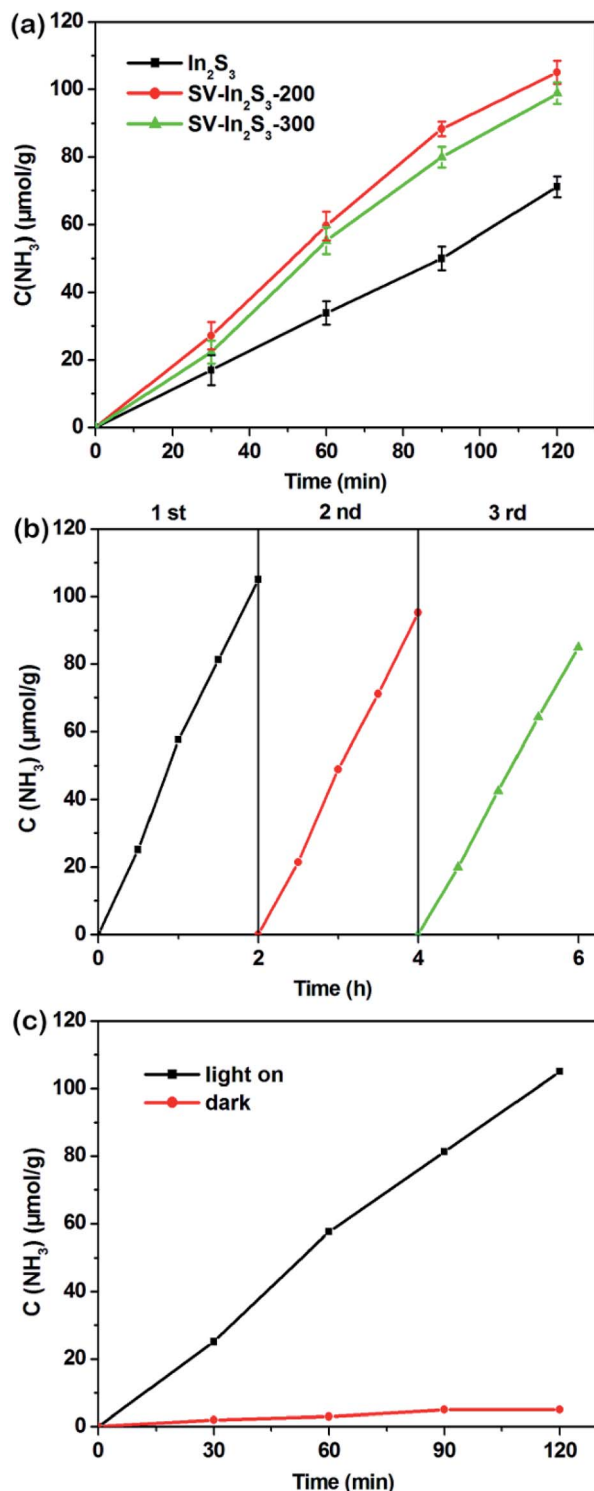 (a)
In₂S₃
SV-In₂S₃-200
SV-In₂S₃-300
C(NH₃) (μmol/g)
120
100
80
60
40
20
0
0 20 40 60 80 100 120
Time (min)
(b)
1 st 2 nd 3 rd
C (NH₃) (μmol/g)
120
100
80
60
40
20
0
0 2 4 6
Time (h)
(c)
light on
dark
C (NH₃) (μmol/g)
120
100
80
60
40
20
0
0 30 60 90 120
Time (min)